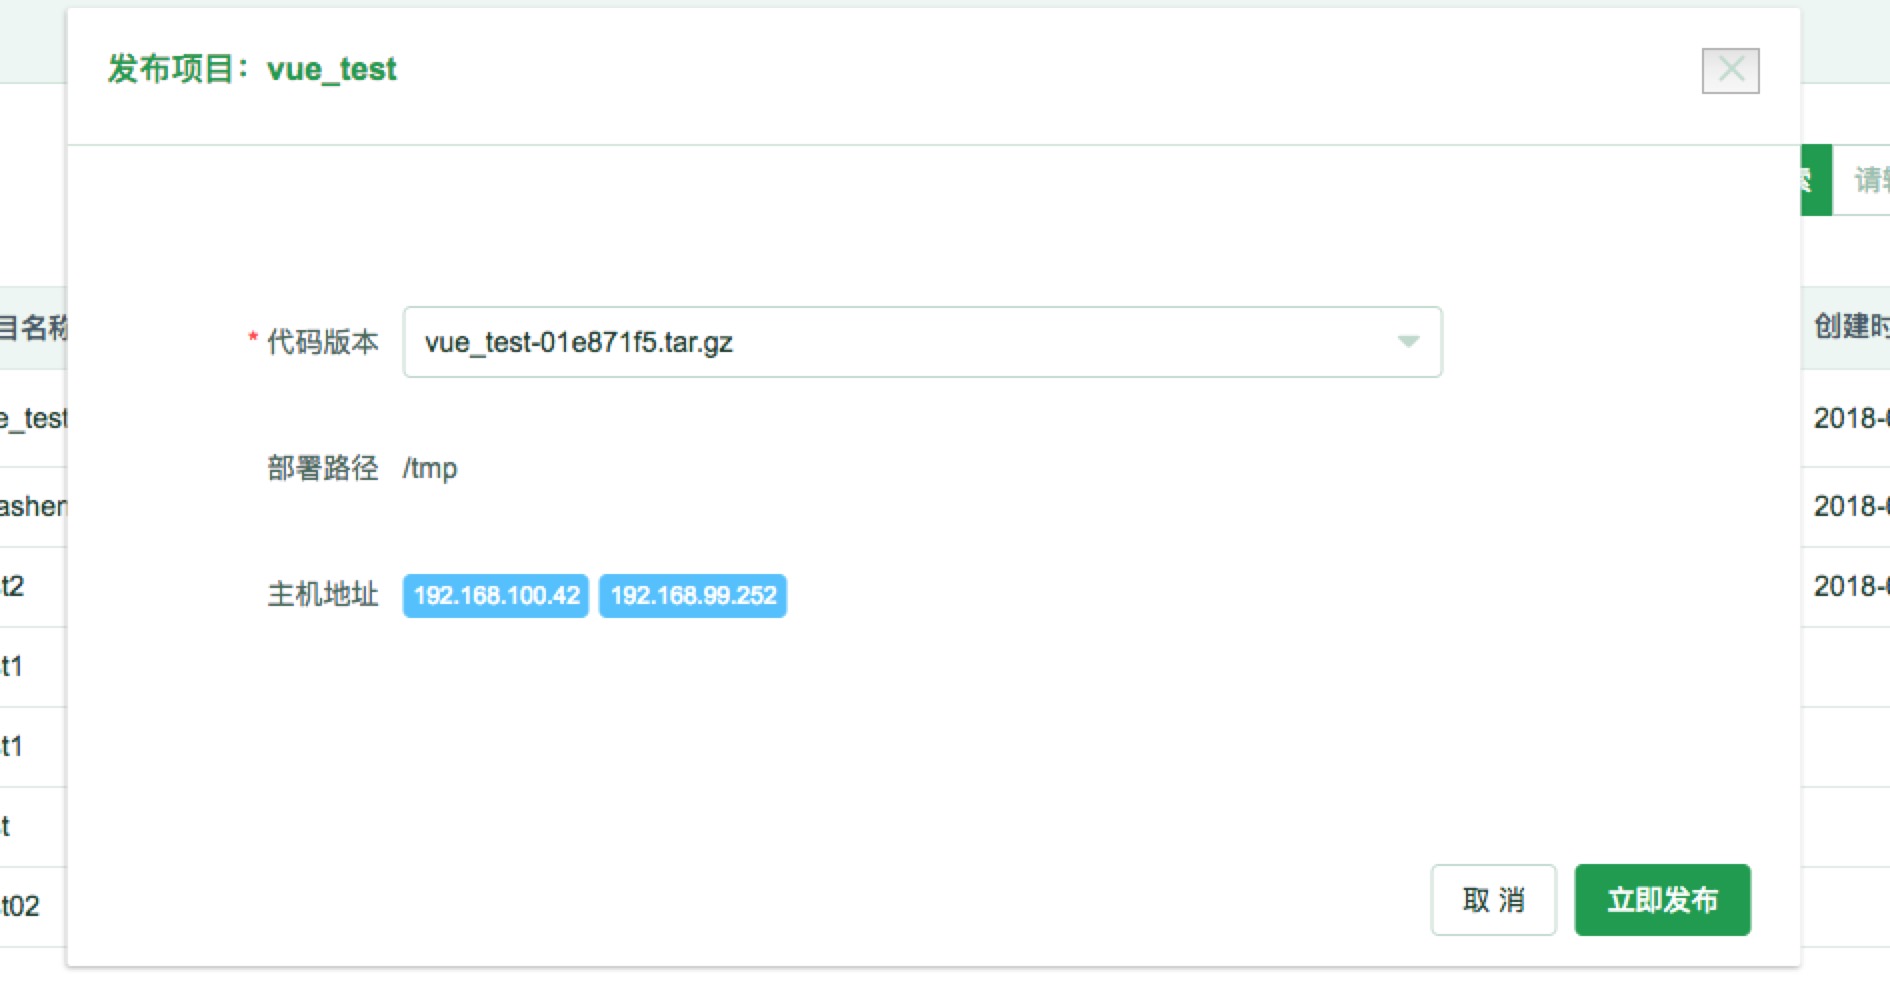 发布项目：vue_test
请
目名称
创建时
* 代码版本
vue_test-01e871f5.tar.gz
e_test
2018-
部署路径
/tmp
asher
2018-
t2
主机地址
192.168.100.42
192.168.99.252
2018-
t1
t1
t
t02
取 消
立即发布